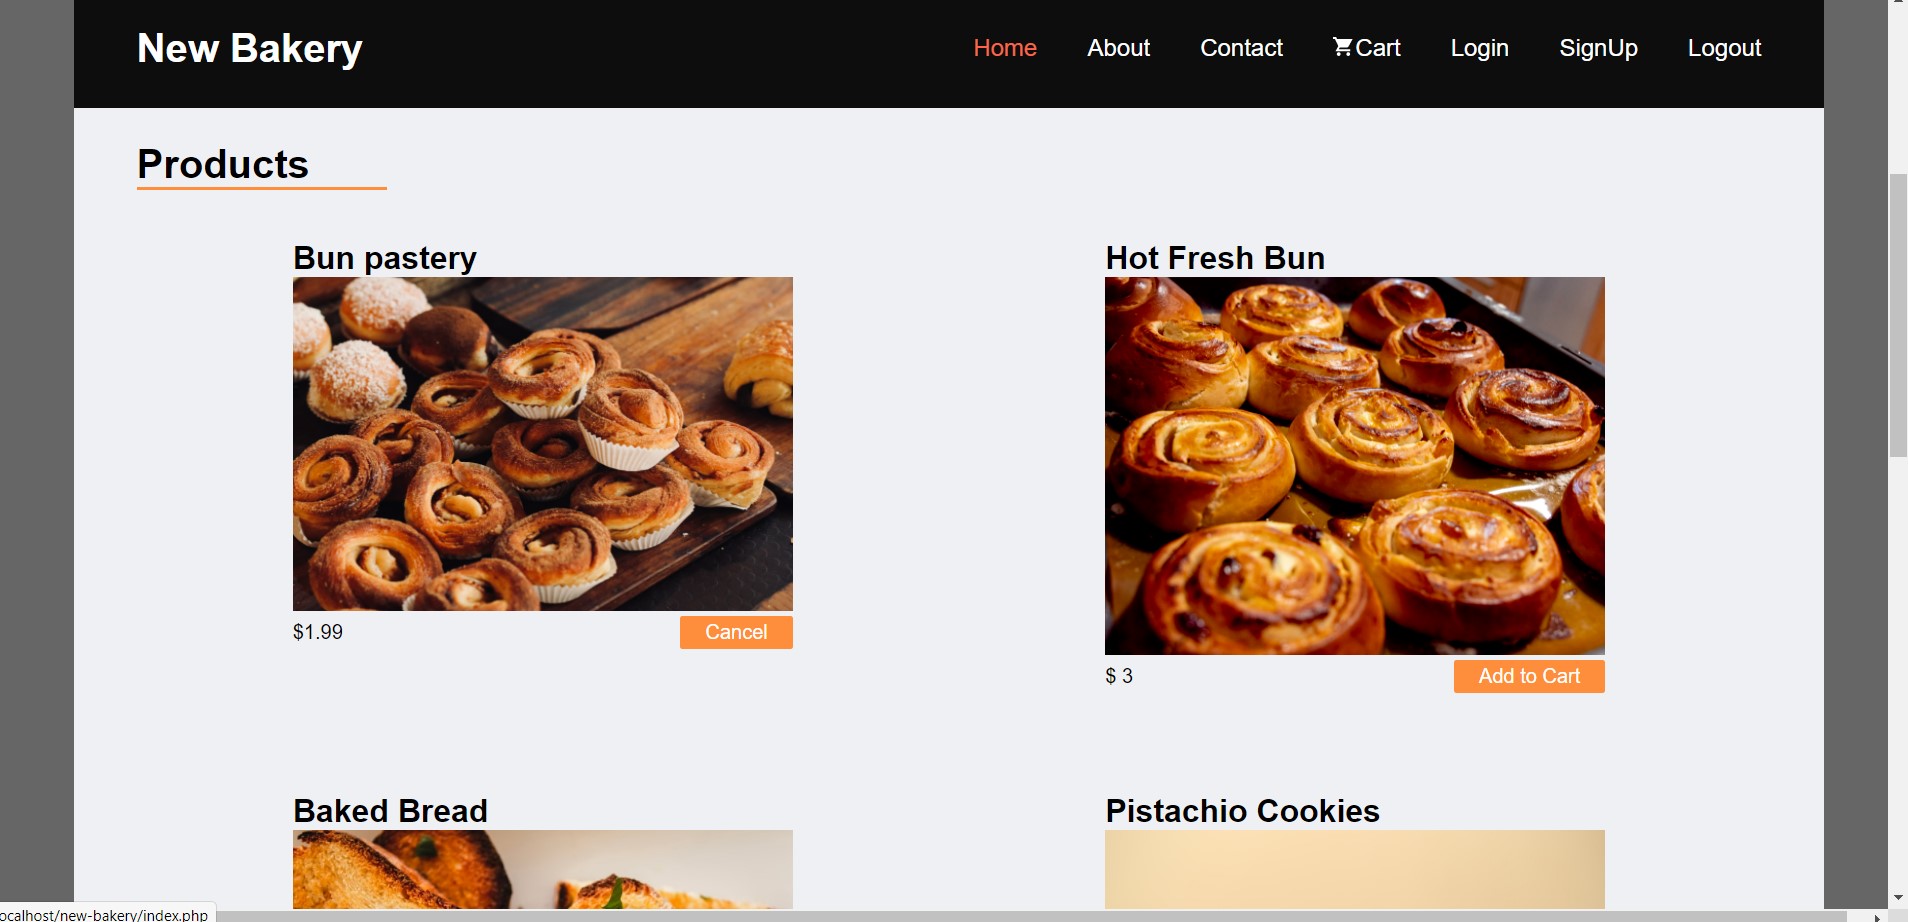 New Bakery
Home About Contact Cart Login SignUp Logout
Products
Bun pastery
$1.99 Cancel
Hot Fresh Bun
$ 3 Add to Cart
Baked Bread
Pistachio Cookies
ocalhost/new-bakery/index.php